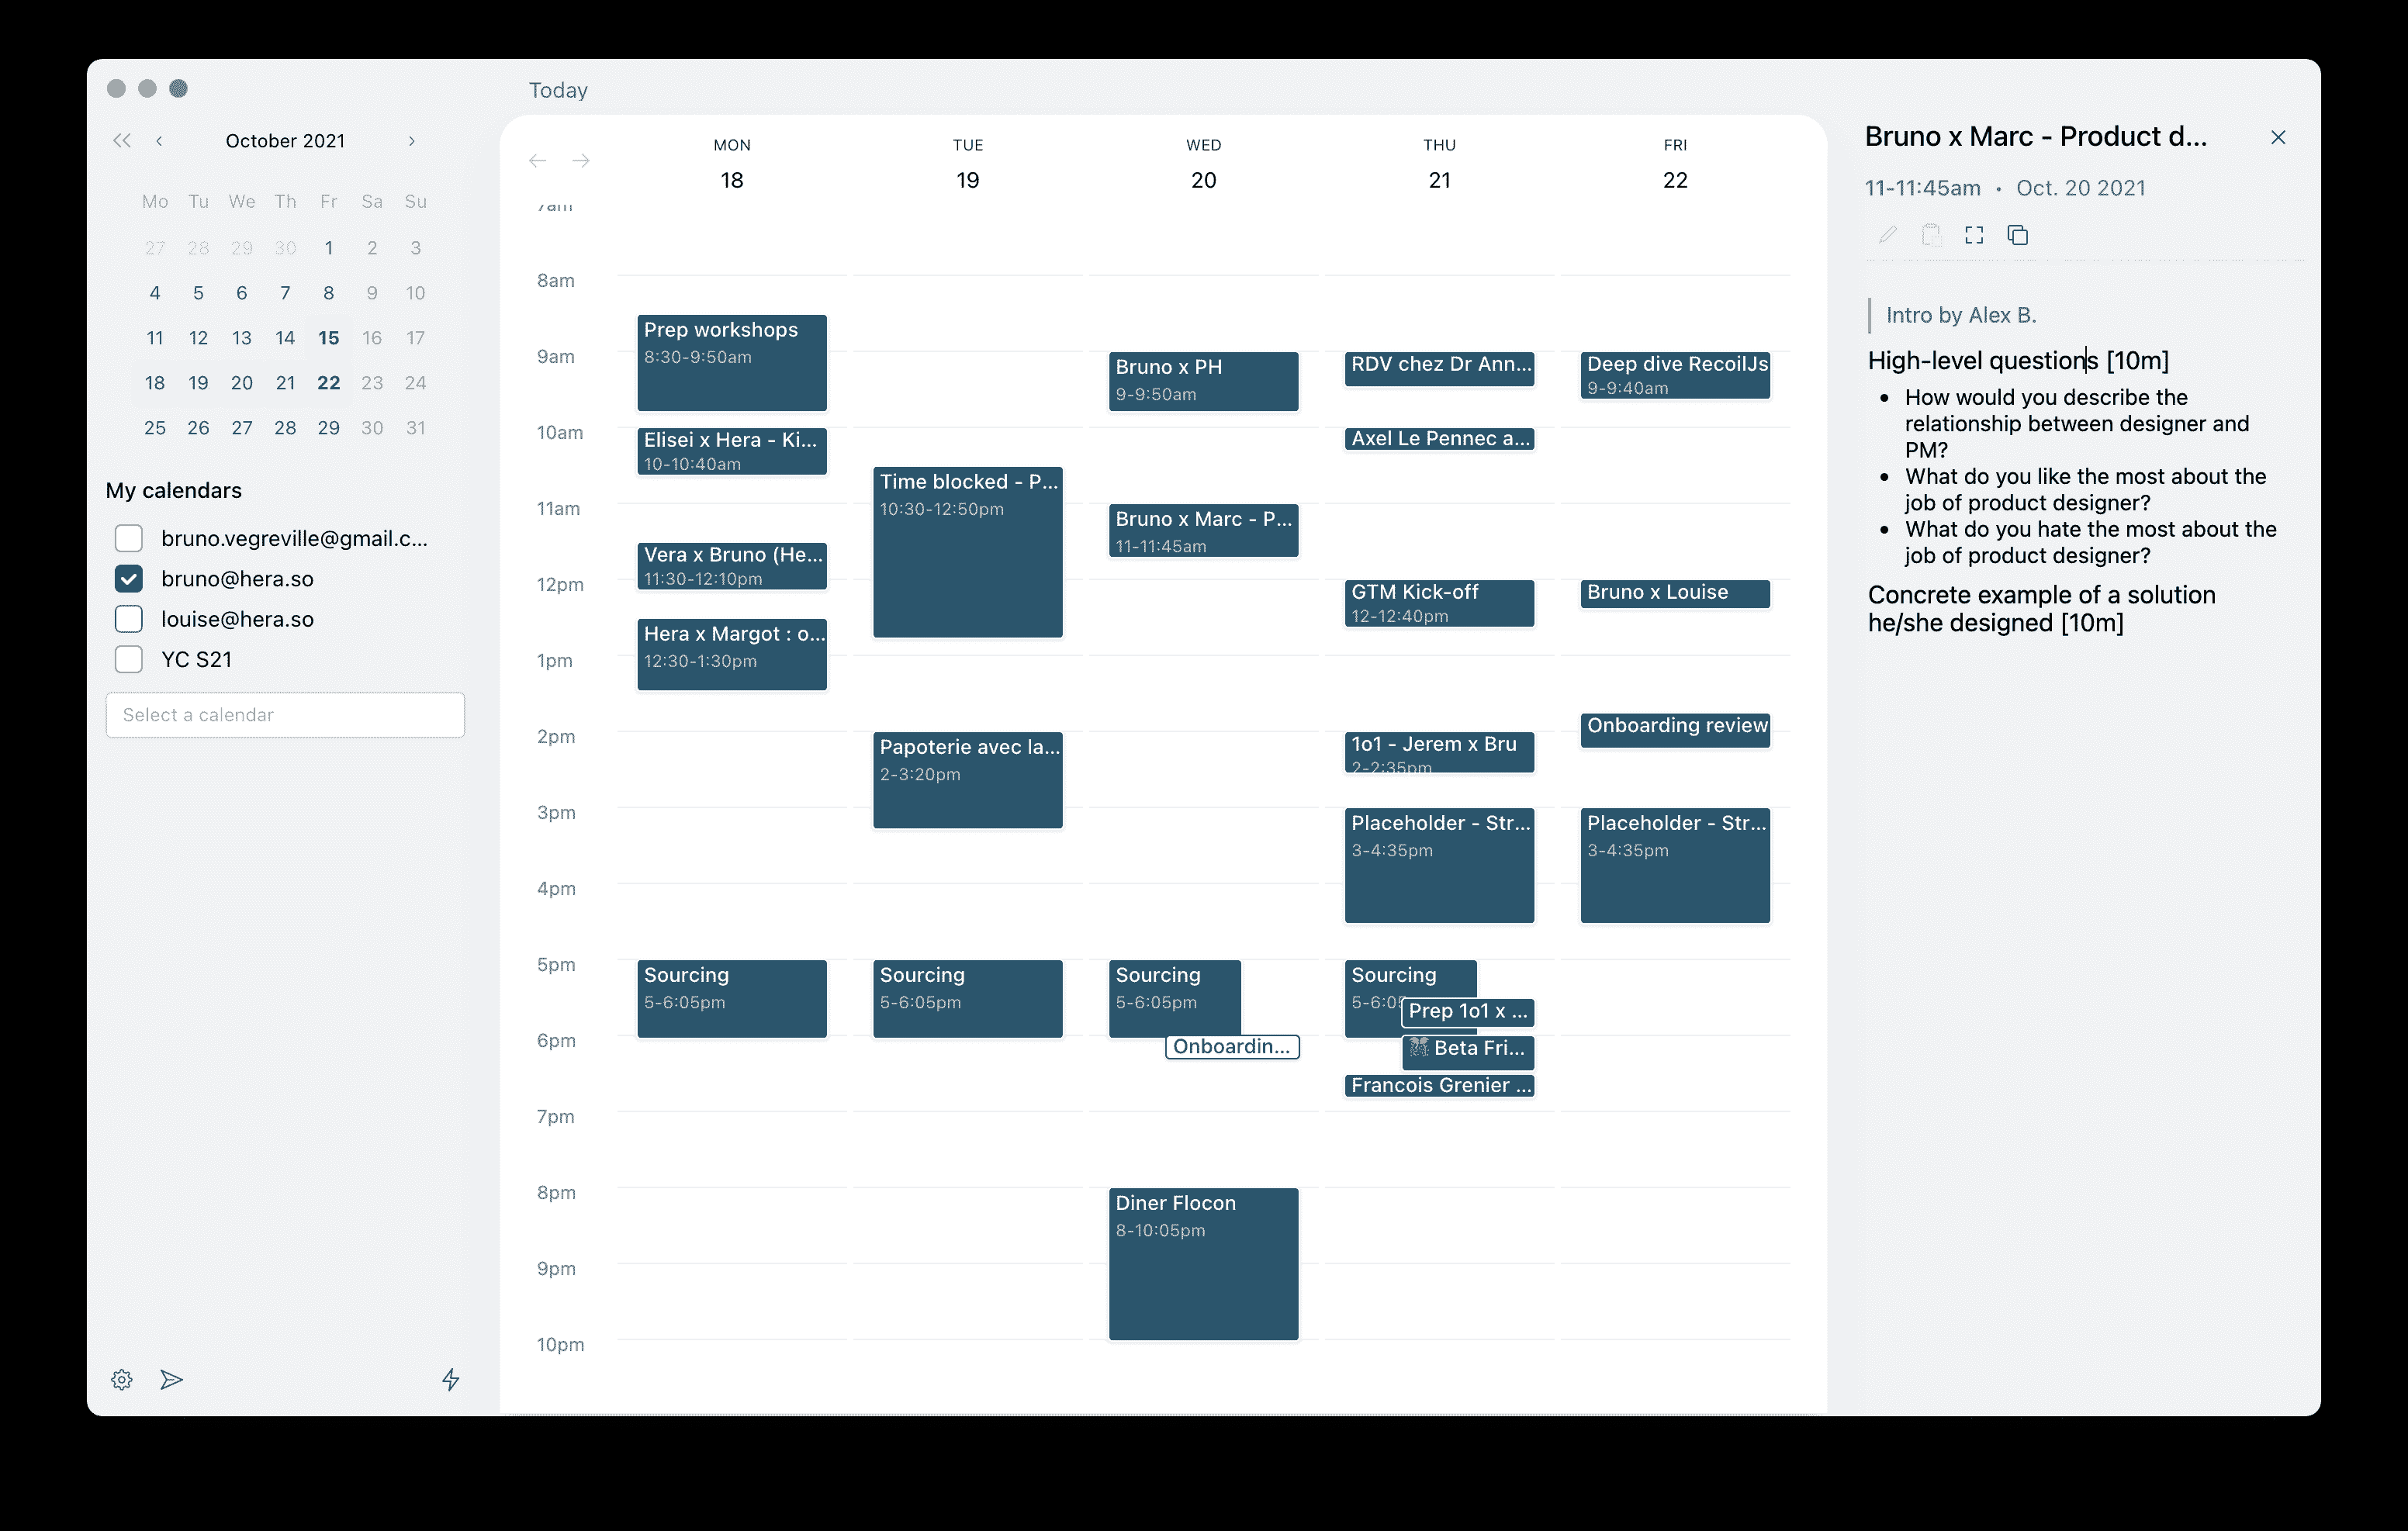 Today
October 2021
Mo Tu We Th Fr Sa Su
27 28 29 30 1 2 3
4 5 6 7 8 9 10
11 12 13 14 15 16 17
18 19 20 21 22 23 24
25 26 27 28 29 30 31
My calendars
bruno.vegreville@gmail.c...
bruno@hera.so
louise@hera.so
YC S21
Select a calendar
MON TUE WED THU FRI
18 19 20 21 22
7am
8am
9am
10am
11am
12pm
1pm
2pm
3pm
4pm
5pm
6pm
7pm
8pm
9pm
10pm
Prep workshops
8:30-9:50am
Elisei x Hera - Ki...
10-10:40am
Vera x Bruno (He...
11:30-12:10pm
Hera x Margot : o...
12:30-1:30pm
Sourcing
5-6:05pm
Time blocked - P...
10:30-12:50pm
Papoterie avec la...
2-3:20pm
Sourcing
5-6:05pm
Bruno x PH
9-9:50am
Bruno x Marc - P...
11-11:45am
Sourcing
5-6:05pm
Onboardin...
Diner Flocon
8-10:05pm
RDV chez Dr Ann...
Axel Le Pennec a...
GTM Kick-off
12-12:40pm
1o1 - Jerem x Bru
2-2:35pm
Placeholder - Str...
3-4:35pm
Sourcing
5-6:05
Prep 1o1 x ...
Beta Fri...
Francois Grenier ...
Deep dive RecoilJs
9-9:40am
Bruno x Louise
Onboarding review
Placeholder - Str...
3-4:35pm
Bruno x Marc - Product d...
11-11:45am • Oct. 20 2021
Intro by Alex B.
High-level questions [10m]
• How would you describe the
relationship between designer and
PM?
• What do you like the most about the
job of product designer?
• What do you hate the most about the
job of product designer?
Concrete example of a solution
he/she designed [10m]